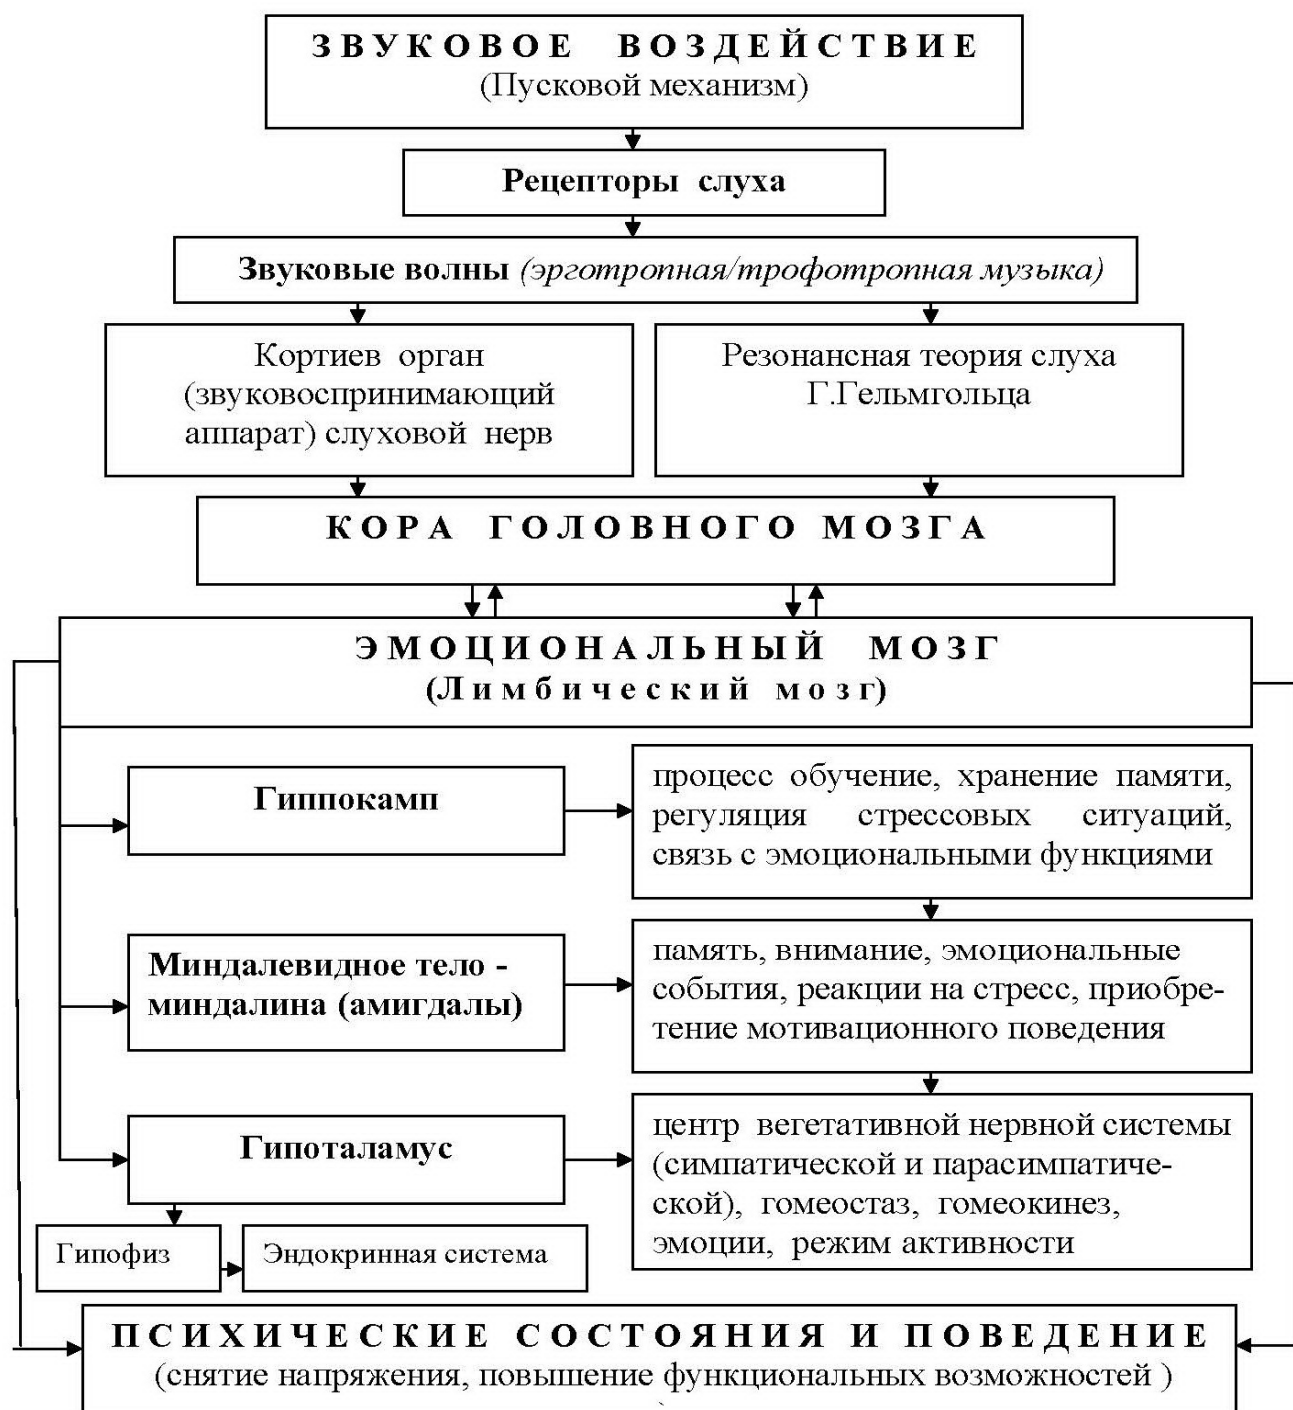 ЗВУКОВОЕ ВОЗДЕЙСТВИЕ
(Пусковой механизм)
Рецепторы слуха
Звуковые волны (эрготропная/трофотропная музыка)
Кортиев орган
(звуковоспринимающий
аппарат) слуховой нерв
Резонансная теория слуха
Г.Гельмгольца
КОРА ГОЛОВНОГО МОЗГА
ЭМОЦИОНАЛЬНЫЙ МОЗГ
(Лимбический мозг)
Гиппокамп
процесс обучение, хранение памяти,
регуляция стрессовых ситуаций,
связь с эмоциональными функциями
Миндалевидное тело -
миндалина (амигдалы)
память, внимание, эмоциональные
события, реакции на стресс, приобре-
тение мотивационного поведения
Гипоталамус
центр вегетативной нервной системы
(симпатической и парасимпатиче-
ской), гомеостаз, гомеокинез,
эмоции, режим активности
Гипофиз
Эндокринная система
ПСИХИЧЕСКИЕ СОСТОЯНИЯ И ПОВЕДЕНИЕ
(снятие напряжения, повышение функциональных возможностей )